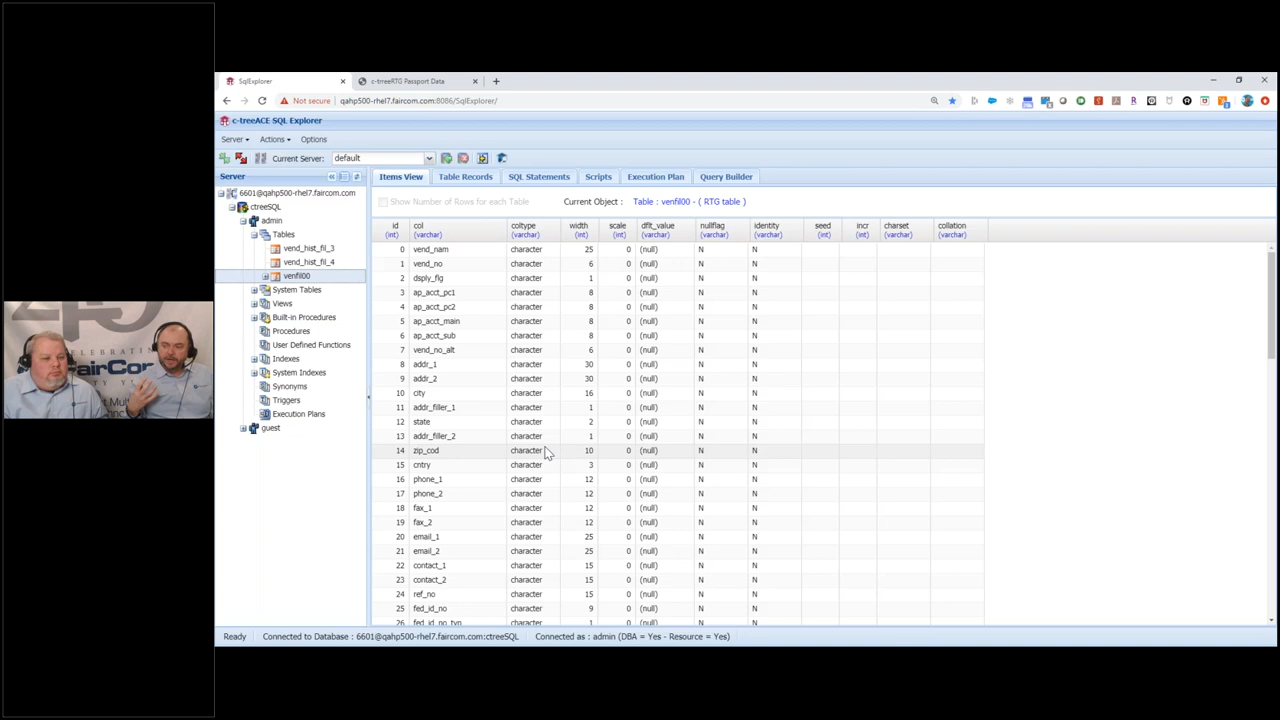 SqlExplorer
c-treeRTG Passport Data
Not secure qahp500-rhel7.faircom.com:8086/SqlExplorer/
c-treeACE SQL Explorer
Server Actions Options
Current Server: default
Server
Items View Table Records SQL Statements Scripts Execution Plan Query Builder
Show Number of Rows for each Table Current Object : Table : venfil00 - ( RTG table )
6601@qahp500-rhel7.faircom.com
ctreeSQL
admin
Tables
vend_hist_fil_3
vend_hist_fil_4
venfil00
System Tables
Views
Built-in Procedures
Procedures
User Defined Functions
Indexes
System Indexes
Synonyms
Triggers
Execution Plans
guest
id col coltype width scale dflt_value nullflag identity seed incr charset collation
(int) (varchar) (varchar) (int) (int) (varchar) (varchar) (varchar) (int) (int) (varchar) (varchar)
0 vend_nam character 25 0 (null) N N
1 vend_no character 6 0 (null) N N
2 dsply_flg character 1 0 (null) N N
3 ap_acct_pc1 character 8 0 (null) N N
4 ap_acct_pc2 character 8 0 (null) N N
5 ap_acct_main character 8 0 (null) N N
6 ap_acct_sub character 8 0 (null) N N
7 vend_no_alt character 6 0 (null) N N
8 addr_1 character 30 0 (null) N N
9 addr_2 character 30 0 (null) N N
10 city character 16 0 (null) N N
11 addr_filler_1 character 1 0 (null) N N
12 state character 2 0 (null) N N
13 addr_filler_2 character 1 0 (null) N N
14 zip_cod character 10 0 (null) N N
15 cntry character 3 0 (null) N N
16 phone_1 character 12 0 (null) N N
17 phone_2 character 12 0 (null) N N
18 fax_1 character 12 0 (null) N N
19 fax_2 character 12 0 (null) N N
20 email_1 character 25 0 (null) N N
21 email_2 character 25 0 (null) N N
22 contact_1 character 15 0 (null) N N
23 contact_2 character 15 0 (null) N N
24 ref_no character 15 0 (null) N N
25 fed_id_no character 9 0 (null) N N
26 fed_id_no_typ character 1 0 (null) N N
Ready Connected to Database : 6601@qahp500-rhel7.faircom.com:ctreeSQL Connected as : admin (DBA = Yes - Resource = Yes)